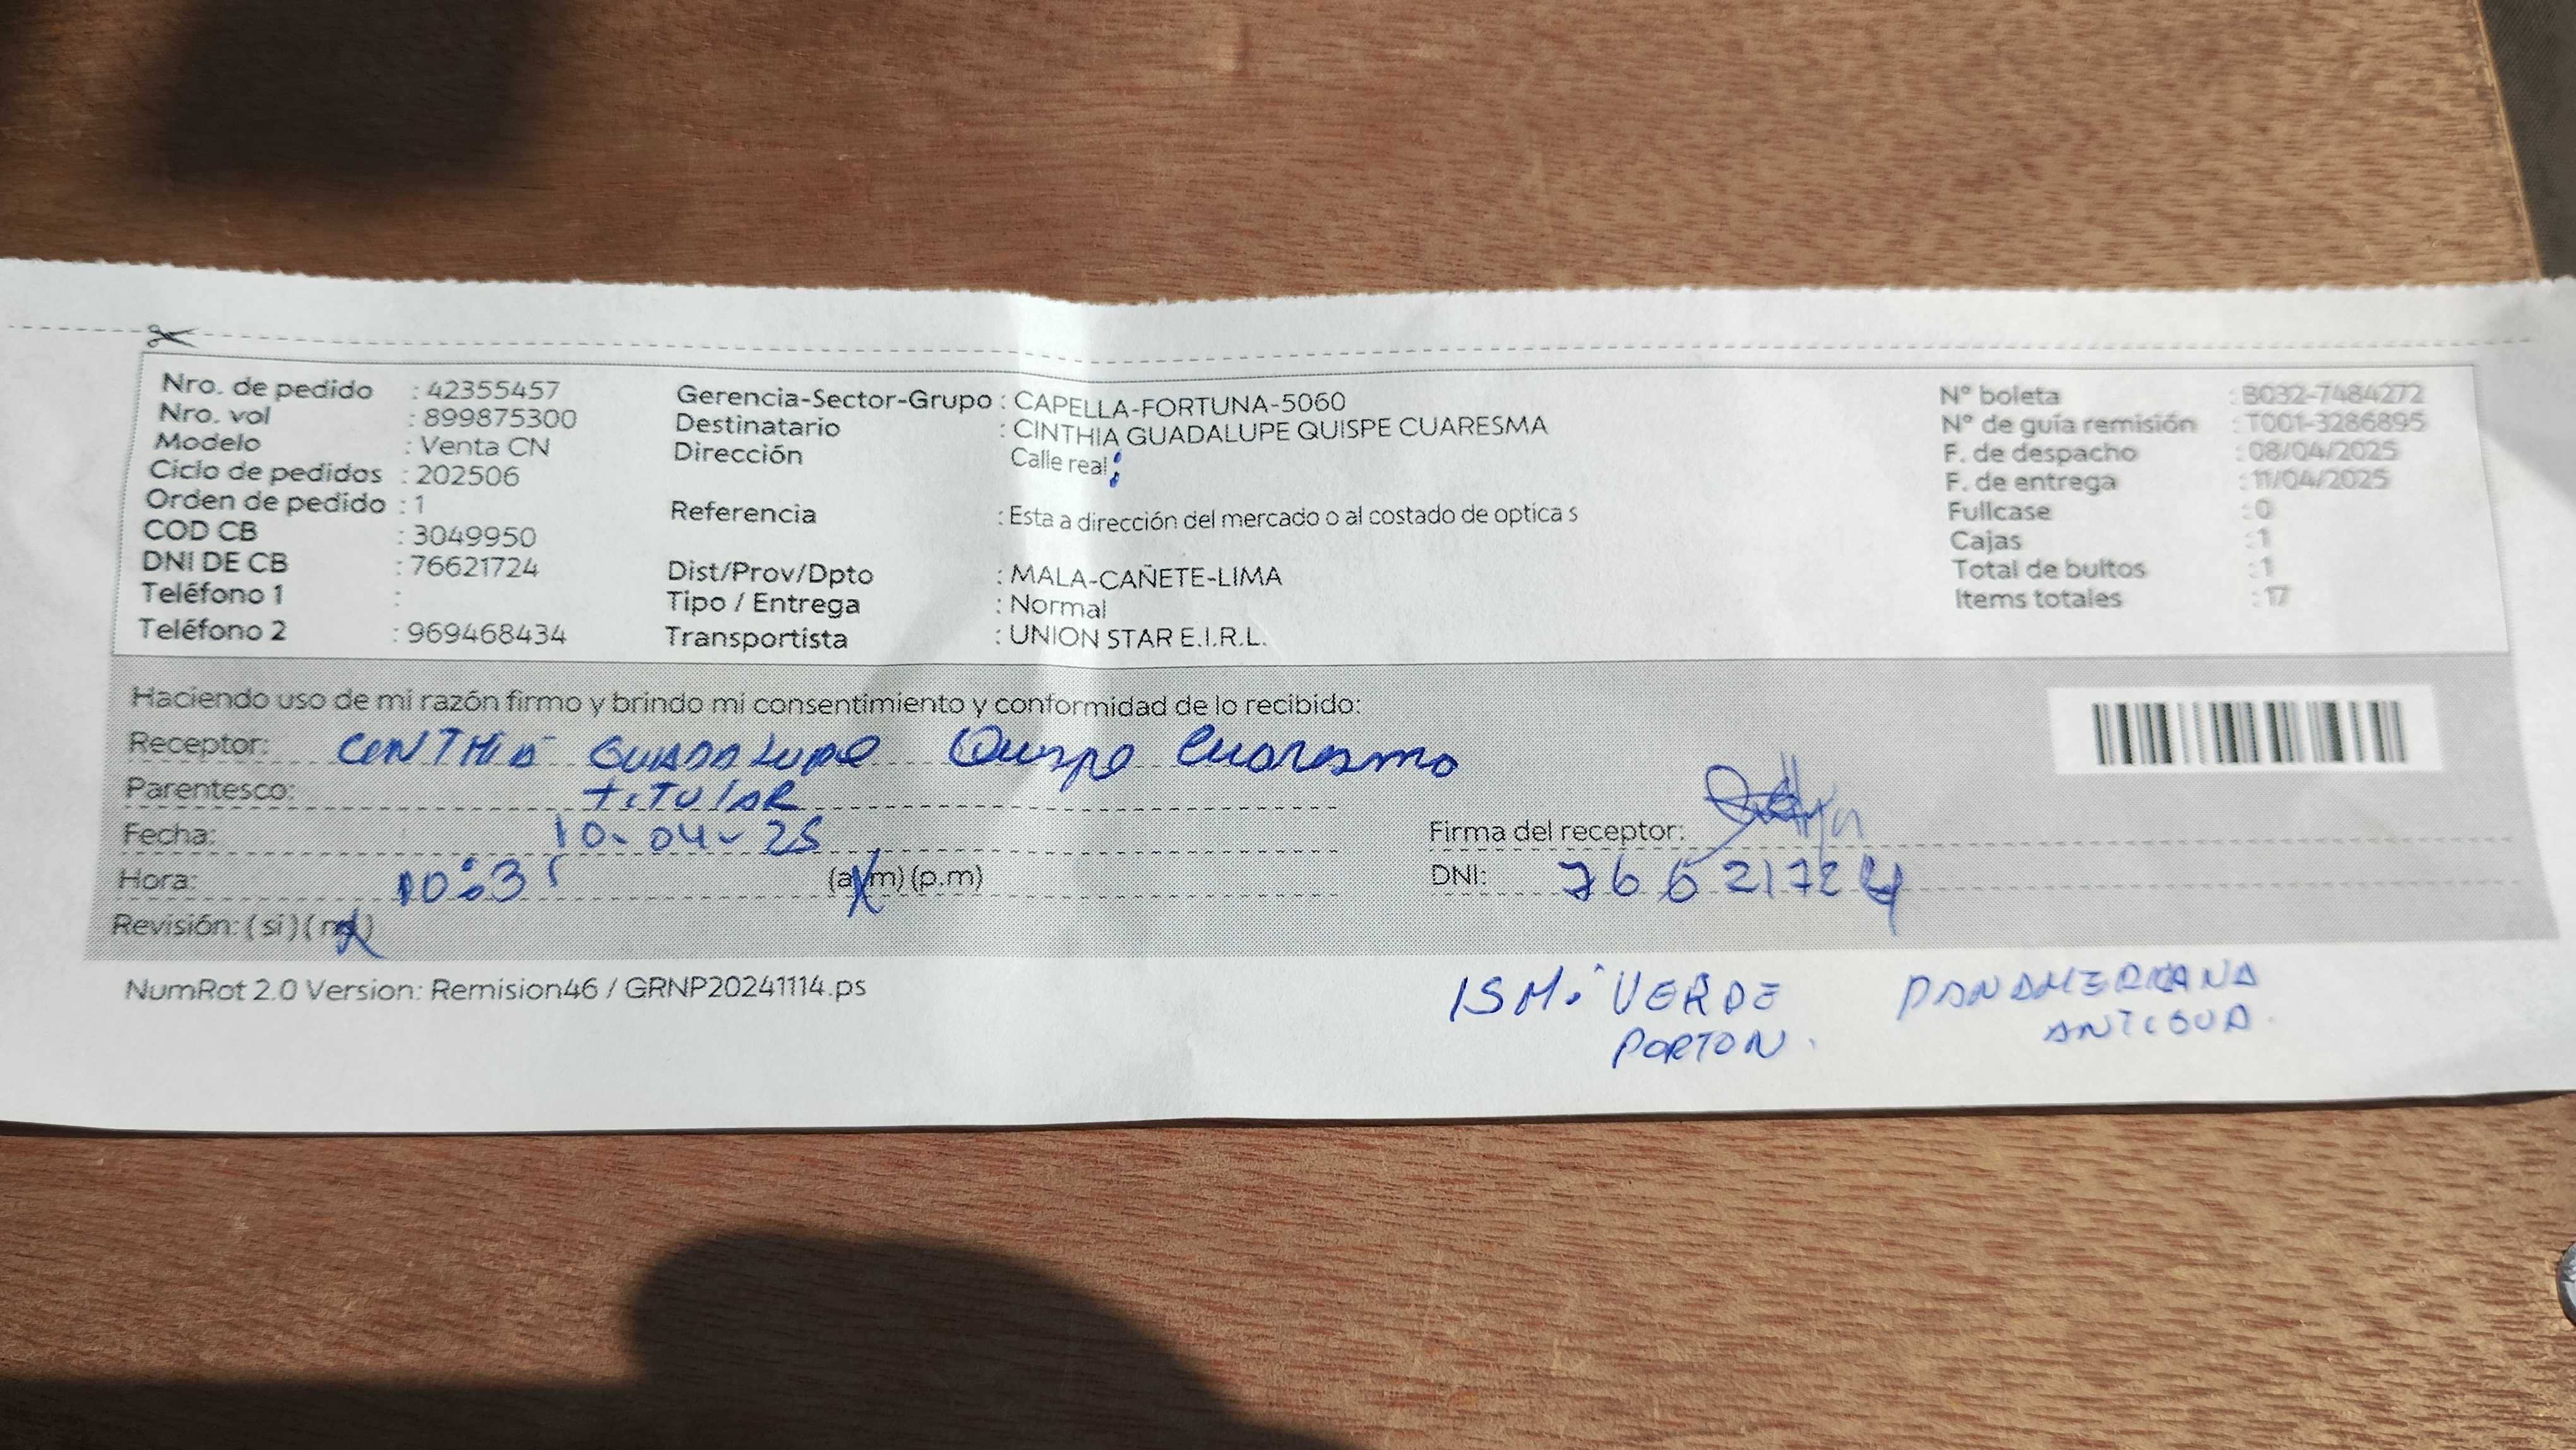 Nro. de pedido : 42355457
Nro. vol : 899875300
Modelo : Venta CN
Ciclo de pedidos : 202506
Orden de pedido : 1
COD CB : 3049950
DNI DE CB : 76621724
Teléfono 1 :
Teléfono 2 : 969468434
Gerencia-Sector-Grupo : CAPELLA-FORTUNA-5060
Destinatario : CINTHIA GUADALUPE QUISPE CUARESMA
Dirección Calle real
Referencia : Esta a dirección del mercado o al costado de optica s
Dist/Prov/Dpto : MALA-CAÑETE-LIMA
Tipo / Entrega : Normal
Transportista : UNION STAR E.I.R.L.
N° boleta : B032-7484272
N° de guía remisión : T001-3286895
F. de despacho : 08/04/2025
F. de entrega : 11/04/2025
Fullcase : 0
Cajas : 1
Total de bultos : 1
Items totales : 17
Haciendo uso de mi razón firmo y brindo mi consentimiento y conformidad de lo recibido:
Receptor: CINTHIA GUADALUPE Quispe Cuaresma
Parentesco: TITULAR
Fecha: 10-04-25
Hora: 10:35 (a.m) (p.m)
Revisión: ( si ) ( no )
Firma del receptor:
DNI: 76621724
NumRot 2.0 Version: Remision46 / GRNP20241114.ps
VERDE PANAMERICANA
PORTON. ANTIGUA.